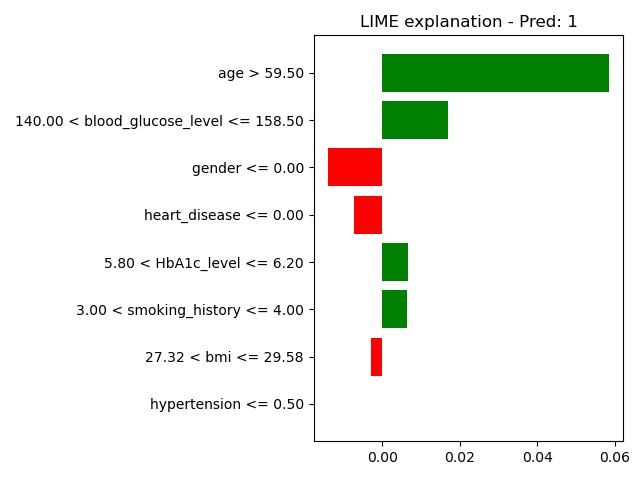 LIME explanation - Pred: 1
age > 59.50
140.00 < blood_glucose_level <= 158.50
gender <= 0.00
heart_disease <= 0.00
5.80 < HbA1c_level <= 6.20
3.00 < smoking_history <= 4.00
27.32 < bmi <= 29.58
hypertension <= 0.50
0.00 0.02 0.04 0.06